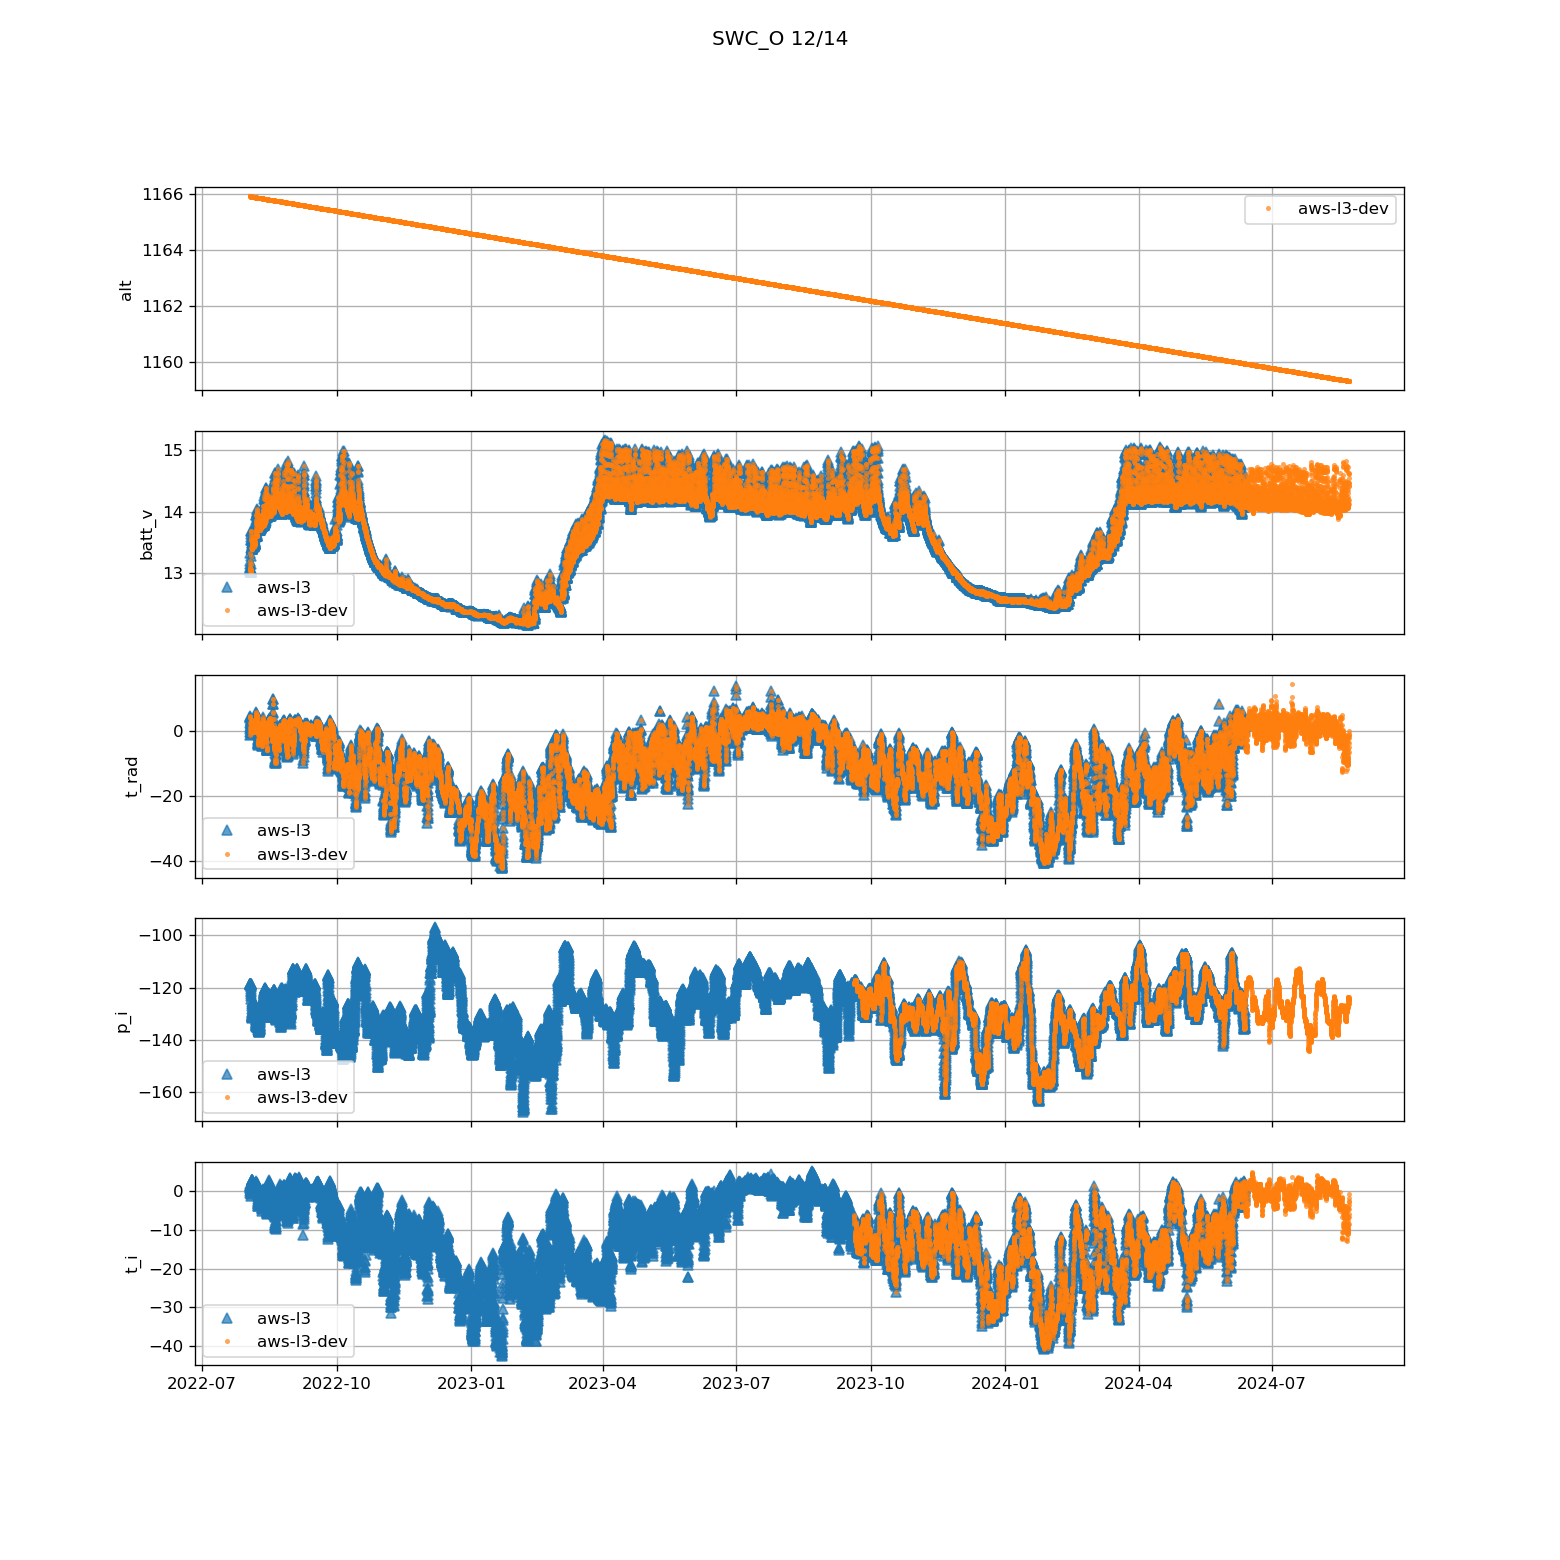 SWC_O 12/14
1166
1164
1162
1160
alt
aws-l3-dev
15
14
13
batt_v
aws-l3
aws-l3-dev
0
−20
−40
t_rad
aws-l3
aws-l3-dev
−100
−120
−140
−160
p_i
aws-l3
aws-l3-dev
0
−10
−20
−30
−40
t_i
aws-l3
aws-l3-dev
2022-07 2022-10 2023-01 2023-04 2023-07 2023-10 2024-01 2024-04 2024-07